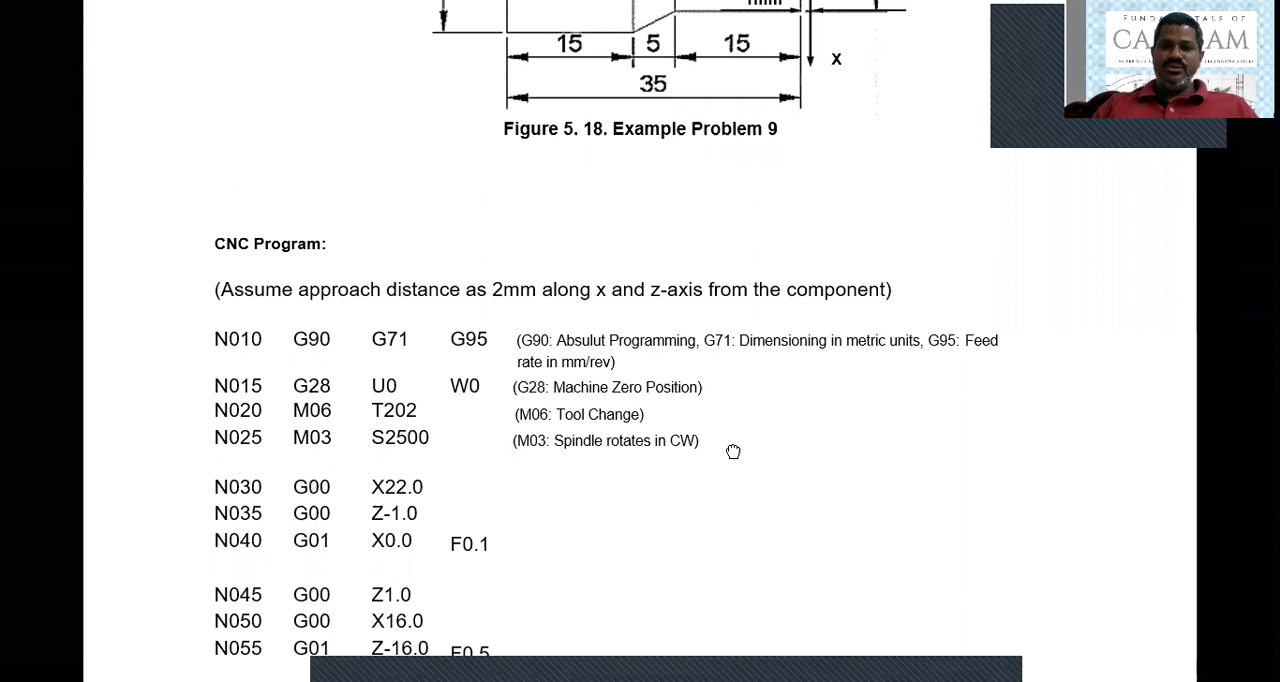 FUNDAMENTALS OF
15 5 15
x
35
Figure 5. 18. Example Problem 9
CNC Program:
(Assume approach distance as 2mm along x and z-axis from the component)
N010 G90 G71 G95 (G90: Absulut Programming, G71: Dimensioning in metric units, G95: Feed
rate in mm/rev)
N015 G28 U0 W0 (G28: Machine Zero Position)
N020 M06 T202 (M06: Tool Change)
N025 M03 S2500 (M03: Spindle rotates in CW)
N030 G00 X22.0
N035 G00 Z-1.0
N040 G01 X0.0 F0.1
N045 G00 Z1.0
N050 G00 X16.0
N055 G01 Z-16.0 F0.5